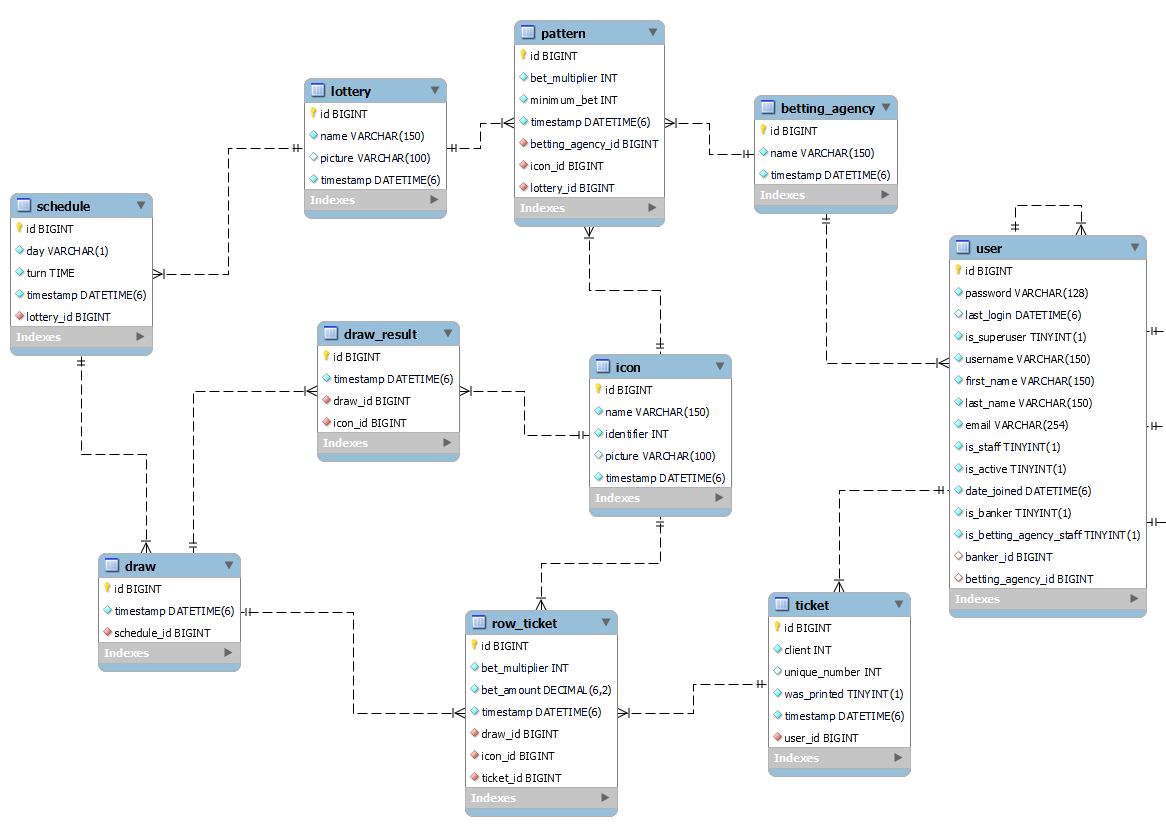 pattern
id BIGINT
bet_multiplier INT
minimum_bet INT
timestamp DATETIME(6)
betting_agency_id BIGINT
icon_id BIGINT
lottery_id BIGINT
Indexes
lottery
id BIGINT
name VARCHAR(150)
picture VARCHAR(100)
timestamp DATETIME(6)
Indexes
betting_agency
id BIGINT
name VARCHAR(150)
timestamp DATETIME(6)
Indexes
schedule
id BIGINT
day VARCHAR(1)
turn TIME
timestamp DATETIME(6)
lottery_id BIGINT
Indexes
user
id BIGINT
password VARCHAR(128)
last_login DATETIME(6)
is_superuser TINYINT(1)
username VARCHAR(150)
first_name VARCHAR(150)
last_name VARCHAR(150)
email VARCHAR(254)
is_staff TINYINT(1)
is_active TINYINT(1)
date_joined DATETIME(6)
is_banker TINYINT(1)
is_betting_agency_staff TINYINT(1)
banker_id BIGINT
betting_agency_id BIGINT
Indexes
draw_result
id BIGINT
timestamp DATETIME(6)
draw_id BIGINT
icon_id BIGINT
Indexes
icon
id BIGINT
name VARCHAR(150)
identifier INT
picture VARCHAR(100)
timestamp DATETIME(6)
Indexes
draw
id BIGINT
timestamp DATETIME(6)
schedule_id BIGINT
Indexes
row_ticket
id BIGINT
bet_multiplier INT
bet_amount DECIMAL(6,2)
timestamp DATETIME(6)
draw_id BIGINT
icon_id BIGINT
ticket_id BIGINT
Indexes
ticket
id BIGINT
client INT
unique_number INT
was_printed TINYINT(1)
timestamp DATETIME(6)
user_id BIGINT
Indexes